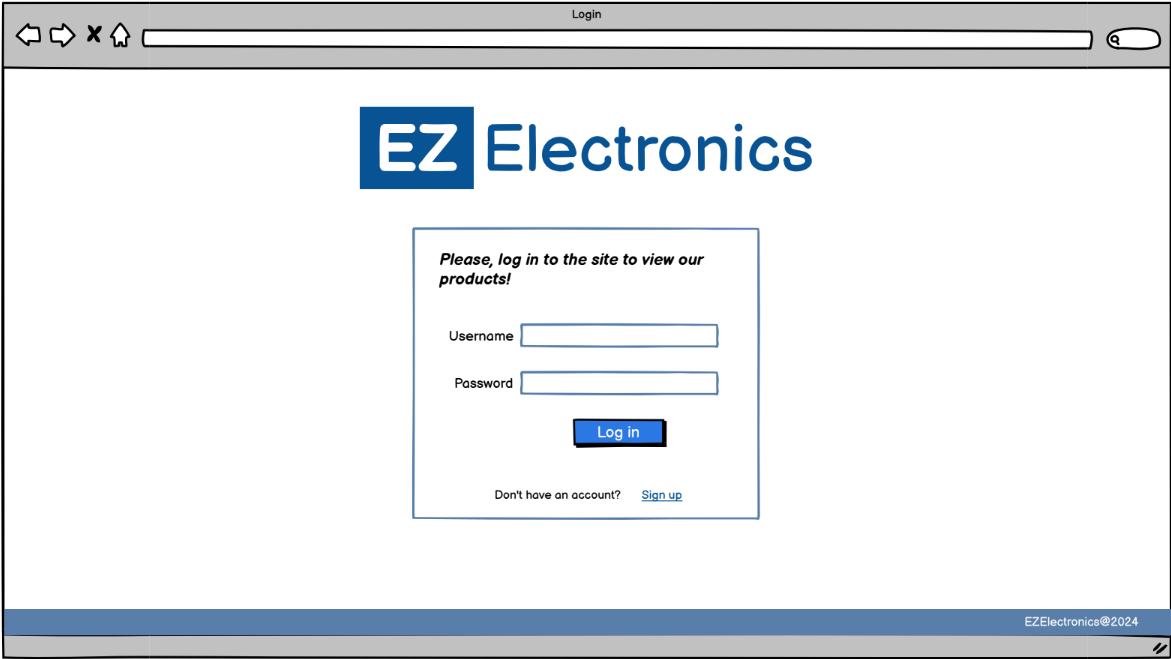 Login
EZ Electronics
Please, log in to the site to view our
products!
Username
Password
Log in
Don't have an account? Sign up
EZElectronics@2024